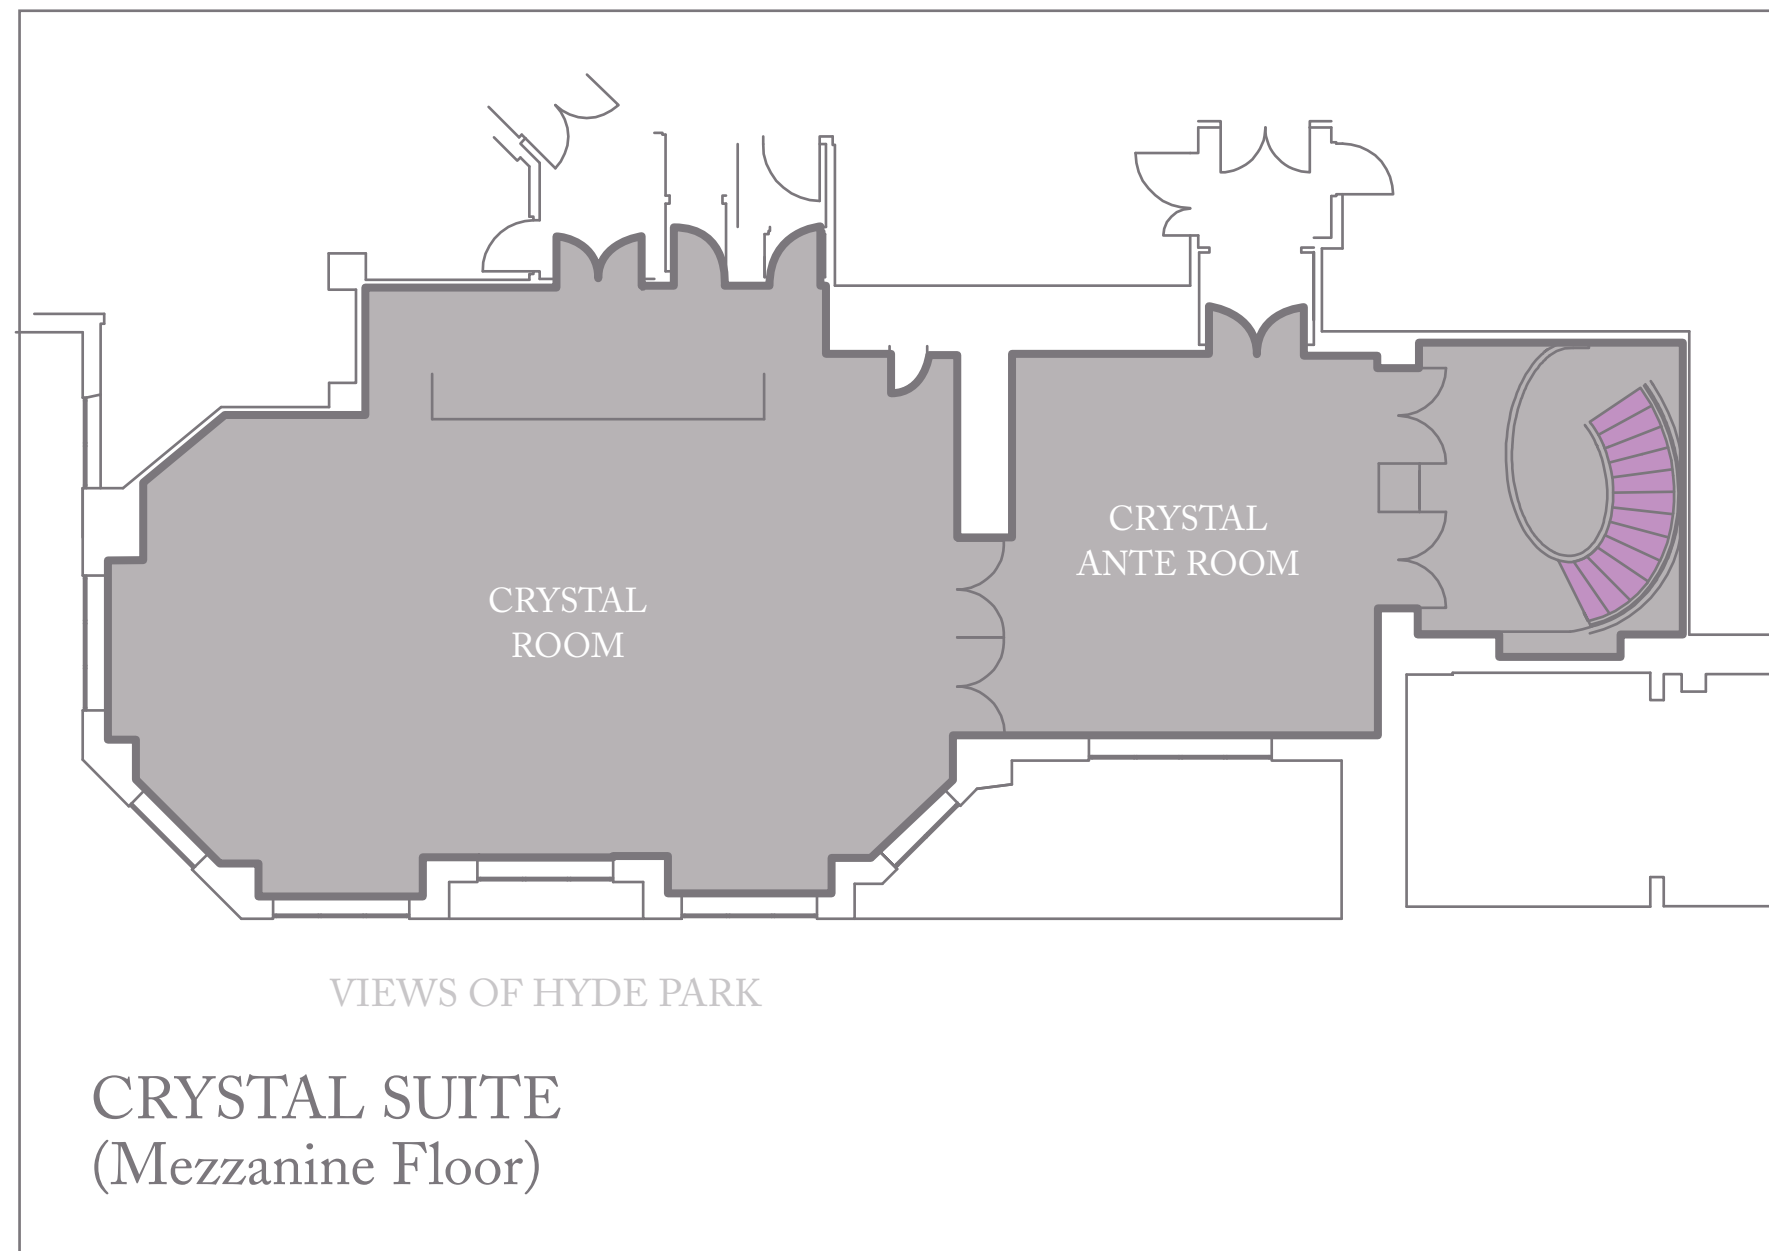 CRYSTAL
ANTE ROOM
CRYSTAL
ROOM
VIEWS OF HYDE PARK
CRYSTAL SUITE
(Mezzanine Floor)